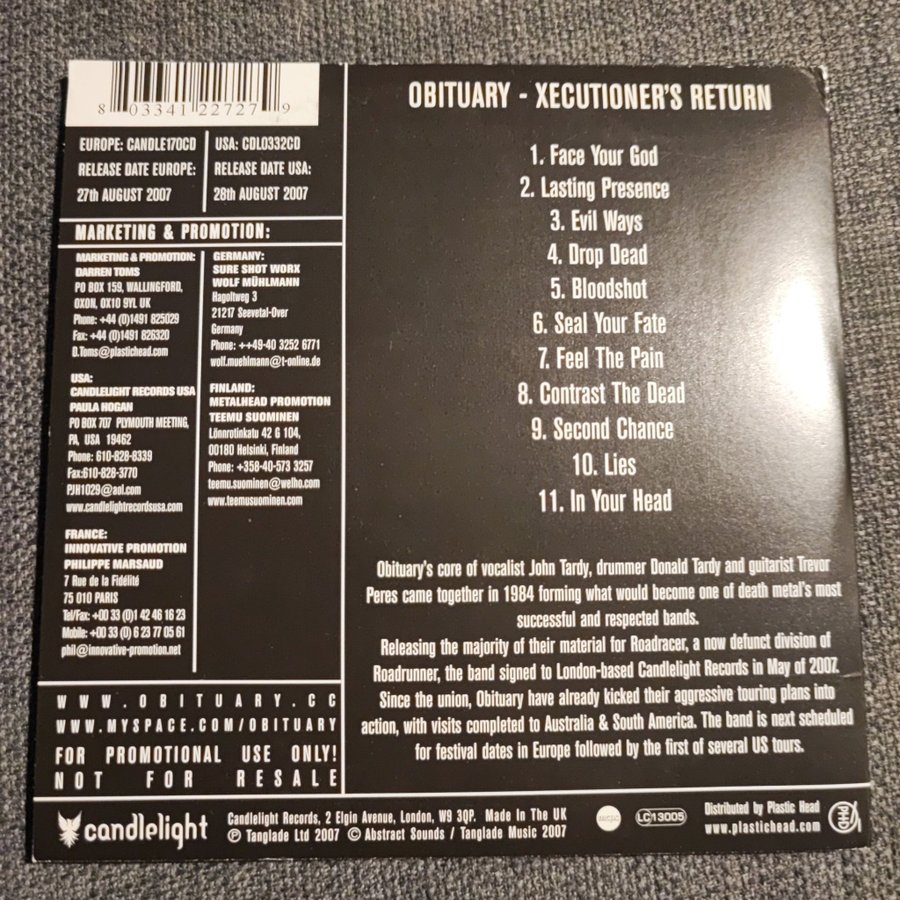 8 03341 22727 9
EUROPE: CANDLE170CD
RELEASE DATE EUROPE:
27th AUGUST 2007
USA: CDL0332CD
RELEASE DATE USA:
28th AUGUST 2007
MARKETING & PROMOTION:
MARKETING & PROMOTION:
DARREN TOMS
PO BOX 159, WALLINGFORD,
OXON, OX10 9YL UK
Phone: +44 (0)1491 825029
Fax: +44 (0)1491 826320
D.Toms@plastichead.com
USA:
CANDLELIGHT RECORDS USA
PAULA HOGAN
PO BOX 707 PLYMOUTH MEETING,
PA, USA 19462
Phone: 610-828-8339
Fax:610-828-3770
PJH1029@aol.com
www.candlelightrecordsusa.com
FRANCE:
INNOVATIVE PROMOTION
PHILIPPE MARSAUD
7 Rue de la Fidélité
75 010 PARIS
Tel/Fax: +00 33 (0)1 42 46 16 23
Mobile: +00 33 (0) 6 23 77 05 61
phil@innovative-promotion.net
GERMANY:
SURE SHOT WORX
WOLF MÜHLMANN
Hagoltweg 3
21217 Seevetal-Over
Germany
Phone: ++49-40 3252 6771
wolf.muehlmann@t-online.de
FINLAND:
METALHEAD PROMOTION
TEEMU SUOMINEN
Lönnrotinkatu 42 G 104,
00180 Helsinki, Finland
Phone: +358-40-573 3257
teemu.suominen@welho.com
www.teemusuominen.com
WWW.OBITUARY.CC
WWW.MYSPACE.COM/OBITUARY
FOR PROMOTIONAL USE ONLY!
NOT FOR RESALE
OBITUARY - XECUTIONER'S RETURN
1. Face Your God
2. Lasting Presence
3. Evil Ways
4. Drop Dead
5. Bloodshot
6. Seal Your Fate
7. Feel The Pain
8. Contrast The Dead
9. Second Chance
10. Lies
11. In Your Head
Obituary's core of vocalist John Tardy, drummer Donald Tardy and guitarist Trevor
Peres came together in 1984 forming what would become one of death metal's most
successful and respected bands.
Releasing the majority of their material for Roadracer, a now defunct division of
Roadrunner, the band signed to London-based Candlelight Records in May of 2007.
Since the union, Obituary have already kicked their aggressive touring plans into
action, with visits completed to Australia & South America. The band is next scheduled
for festival dates in Europe followed by the first of several US tours.
candlelight
Candlelight Records, 2 Elgin Avenue, London, W9 3QP. Made In The UK
Ⓟ Tanglade Ltd 2007 © Abstract Sounds / Tanglade Music 2007
mcps
LC13005
Distributed by Plastic Head
www.plastichead.com
PHD